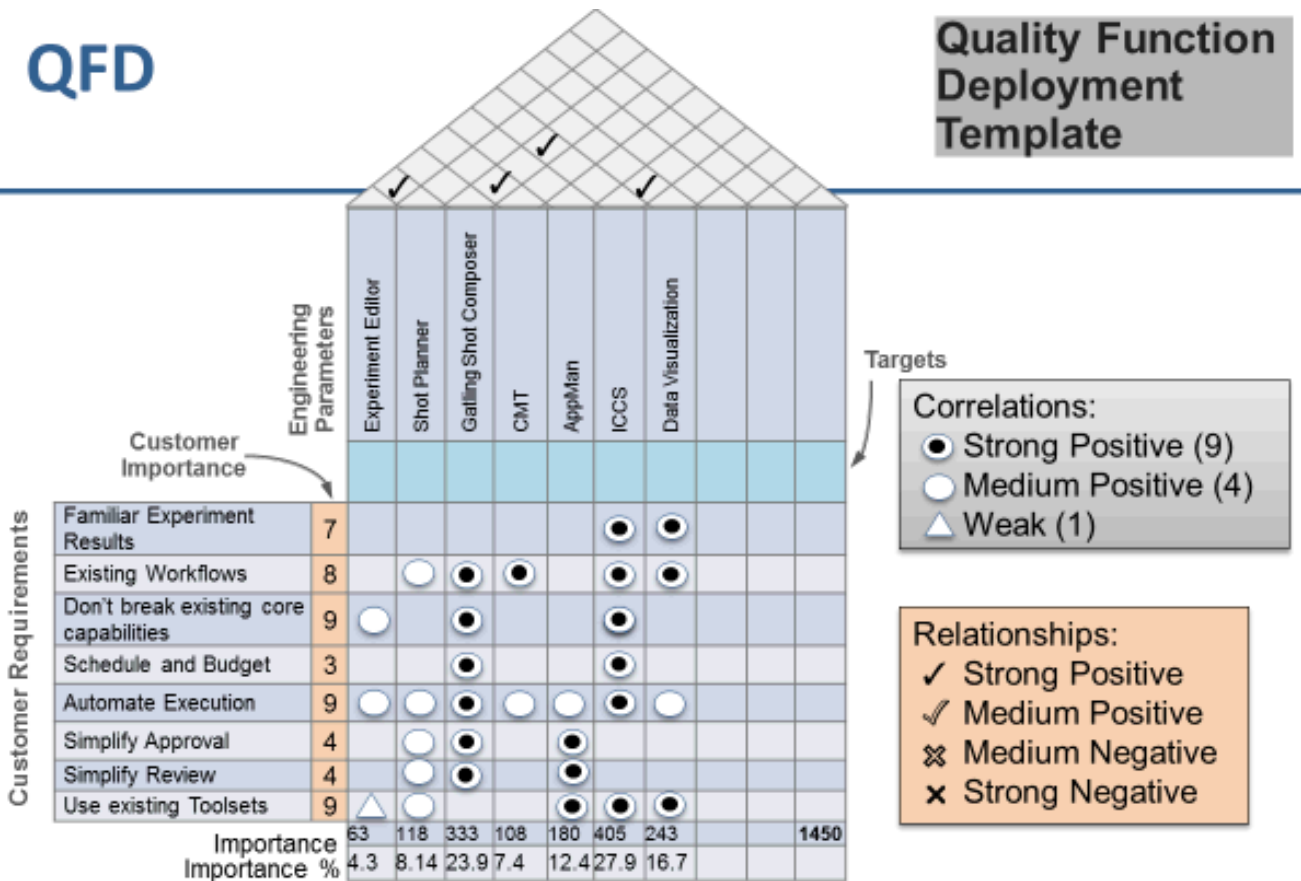 QFD
Quality Function
Deployment
Template
Engineering
Parameters
Experiment Editor
Shot Planner
Gatling Shot Composer
CMT
AppMan
ICCS
Data Visualization
Targets
Customer
Importance
Customer Requirements
Familiar Experiment
Results
7
Existing Workflows
8
Don't break existing core
capabilities
9
Schedule and Budget
3
Automate Execution
9
Simplify Approval
4
Simplify Review
4
Use existing Toolsets
9
Importance 63 118 333 108 180 405 243 1450
Importance % 4.3 8.14 23.9 7.4 12.4 27.9 16.7
Correlations:
Strong Positive (9)
Medium Positive (4)
Weak (1)
Relationships:
Strong Positive
Medium Positive
Medium Negative
Strong Negative